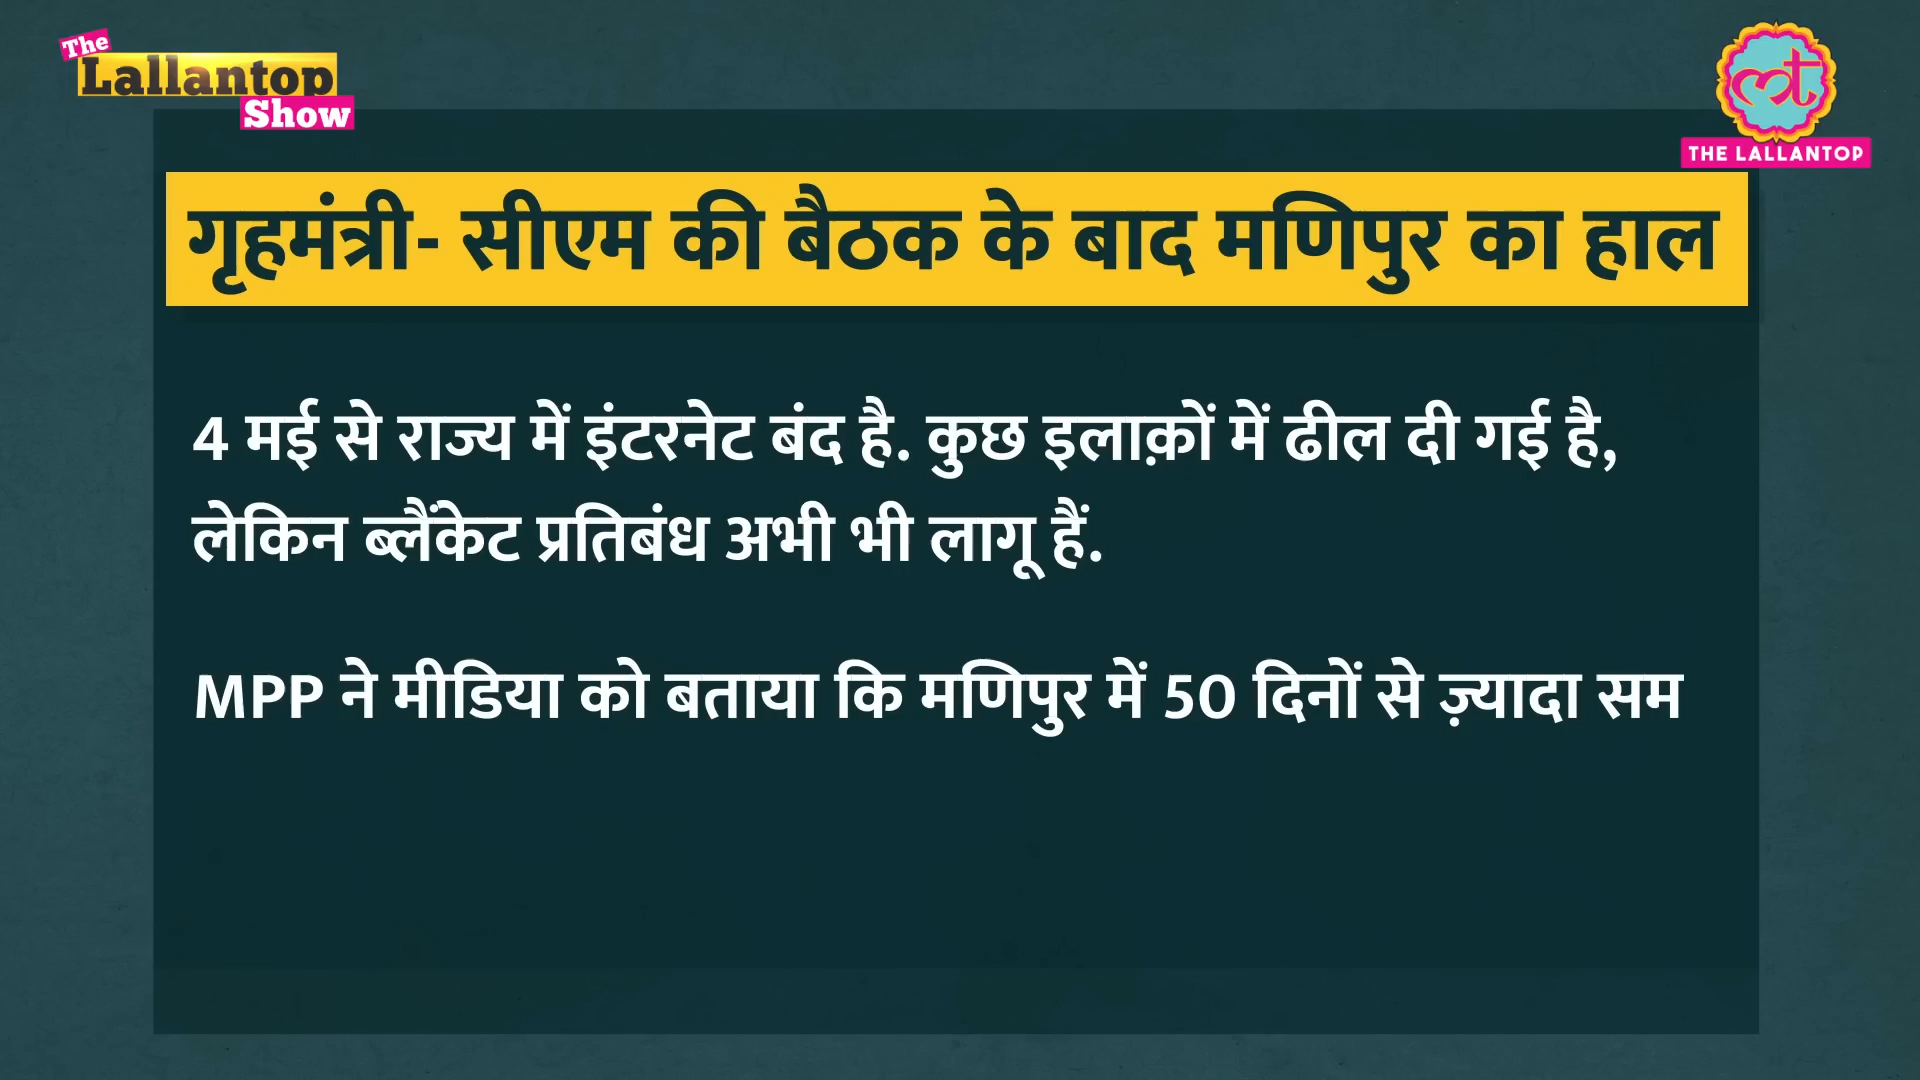 The
Lallantop
Show
THE LALLANTOP
गृहमंत्री- सीएम की बैठक के बाद मणिपुर का हाल
4 मई से राज्य में इंटरनेट बंद है. कुछ इलाक़ों में ढील दी गई है,
लेकिन ब्लैंकेट प्रतिबंध अभी भी लागू हैं.
MPP ने मीडिया को बताया कि मणिपुर में 50 दिनों से ज़्यादा सम